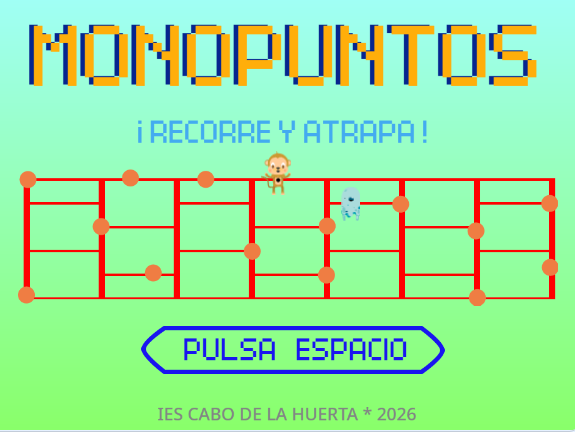 MONOPUNTOS
¡RECORRE Y ATRAPA!
PULSA ESPACIO
IES CABO DE LA HUERTA * 2026